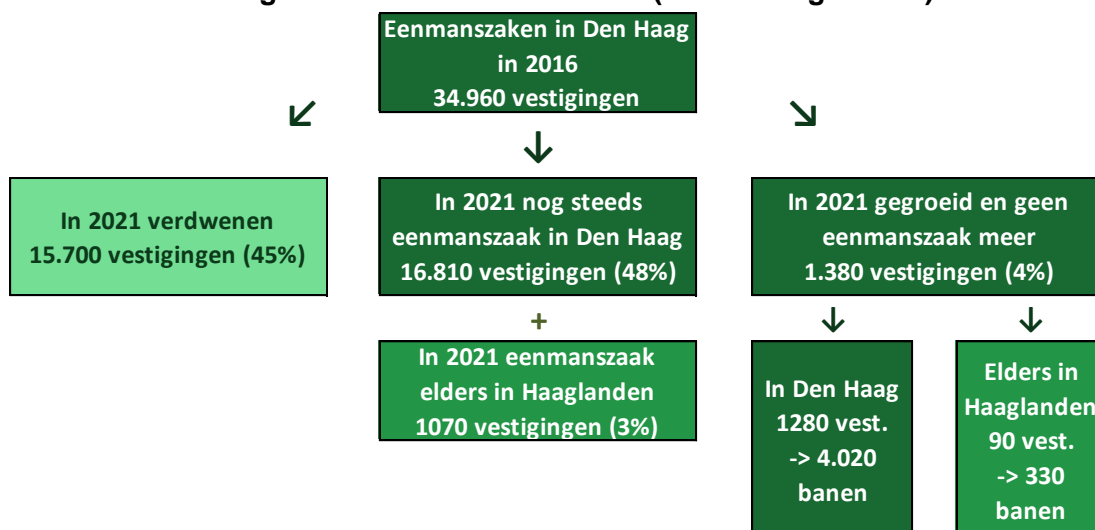 Eenmanszaken in Den Haag
in 2016
34.960 vestigingen
In 2021 verdwenen
15.700 vestigingen (45%)
In 2021 nog steeds
eenmanszaak in Den Haag
16.810 vestigingen (48%)
In 2021 gegroeid en geen
eenmanszaak meer
1.380 vestigingen (4%)
+
In 2021 eenmanszaak
elders in Haaglanden
1070 vestigingen (3%)
In Den Haag
1280 vest.
-> 4.020
banen
Elders in
Haaglanden
90 vest.
-> 330
banen